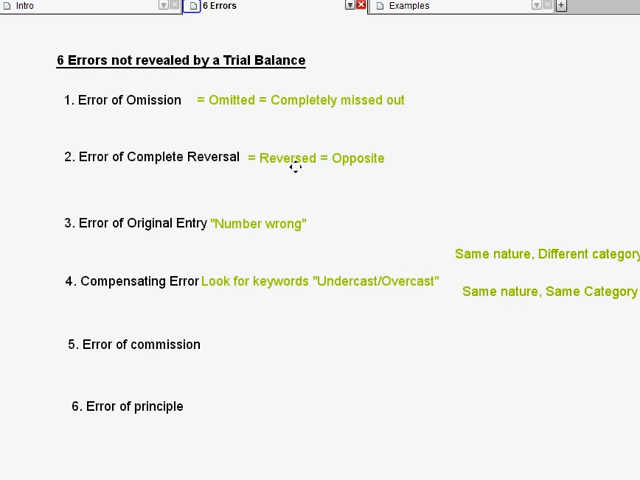 Intro
6 Errors
Examples
6 Errors not revealed by a Trial Balance
1. Error of Omission = Omitted = Completely missed out
2. Error of Complete Reversal = Reversed = Opposite
3. Error of Original Entry "Number wrong"
Same nature, Different category
4. Compensating Error Look for keywords "Undercast/Overcast"
Same nature, Same Category
5. Error of commission
6. Error of principle